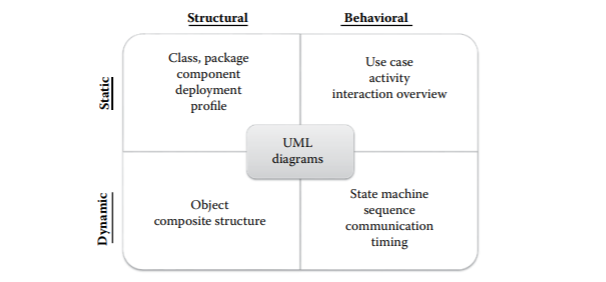 Structural
Behavioral
Static
Class, package
component
deployment
profile
Use case
activity
interaction overview
UML
diagrams
Dynamic
Object
composite structure
State machine
sequence
communication
timing